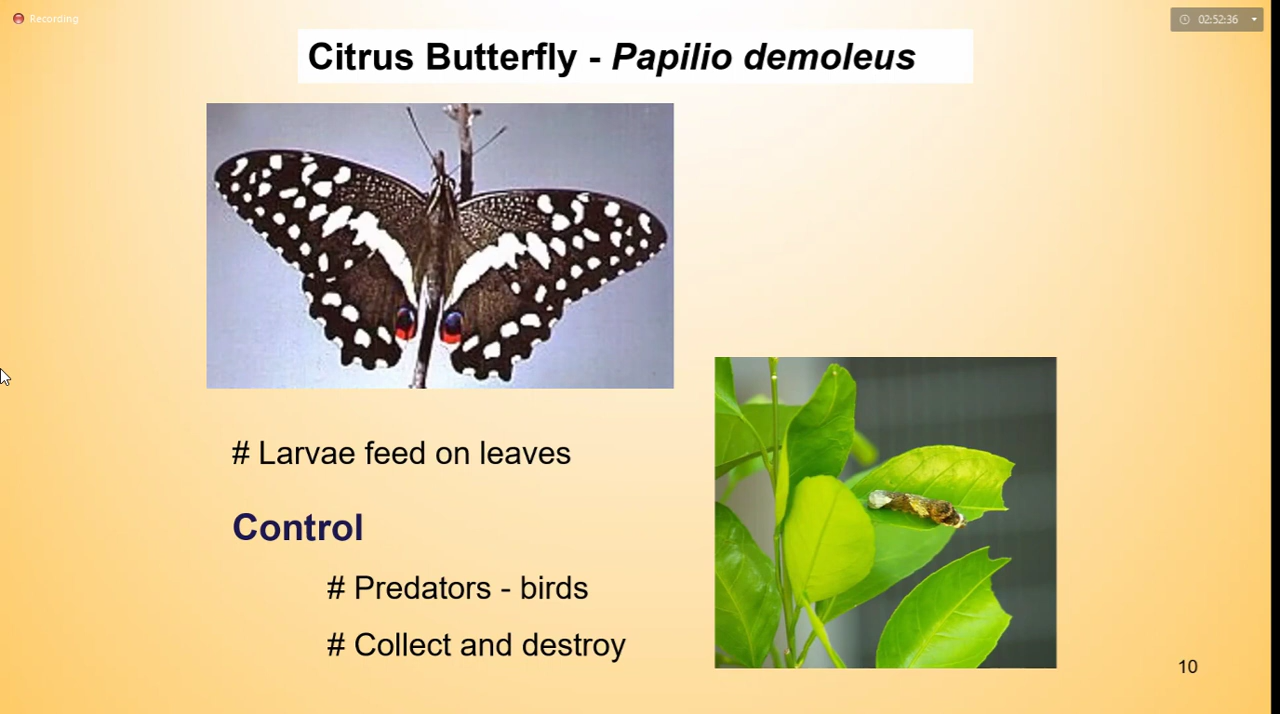 Recording
02:52:36
Citrus Butterfly - Papilio demoleus
# Larvae feed on leaves
Control
# Predators - birds
# Collect and destroy
10